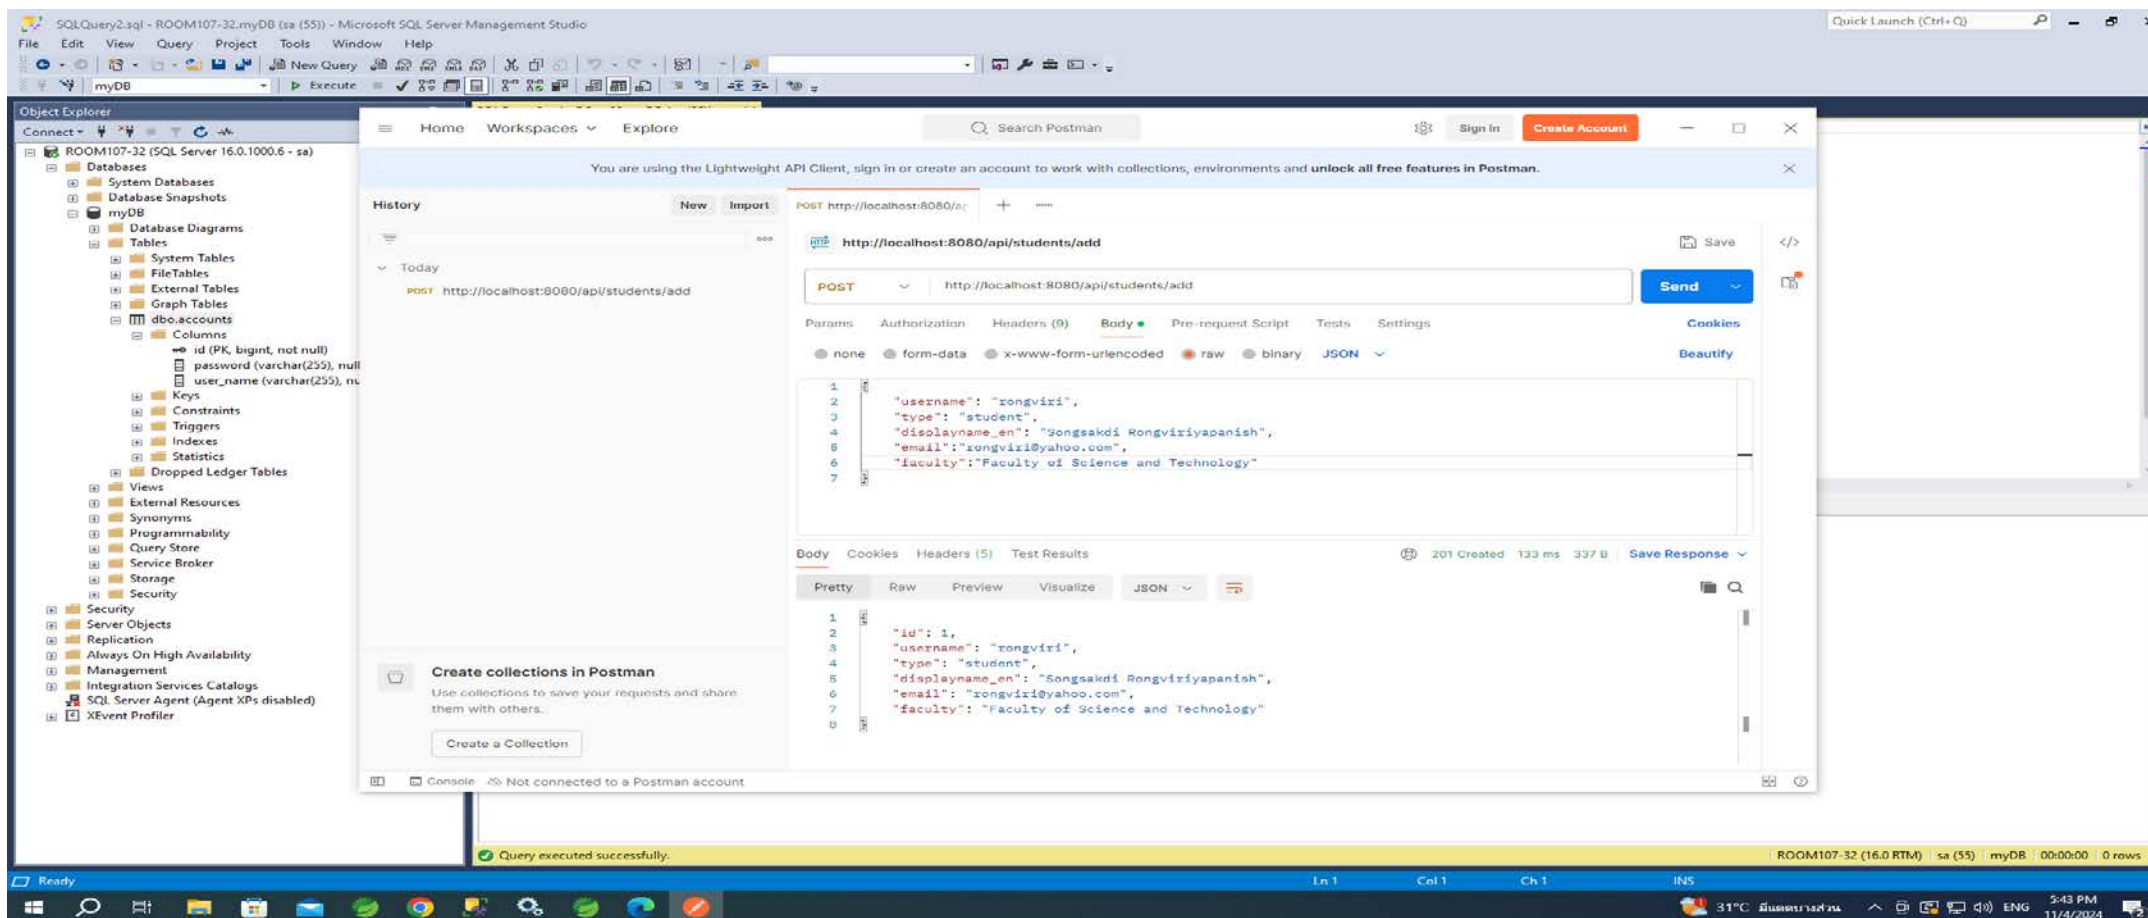 SQLQuery2.sql - ROOM107-32.myDB (sa (55)) - Microsoft SQL Server Management Studio
Quick Launch (Ctrl+Q)
File Edit View Query Project Tools Window Help
New Query
myDB Execute
Object Explorer
Connect
ROOM107-32 (SQL Server 16.0.1000.6 - sa)
Databases
System Databases
Database Snapshots
myDB
Database Diagrams
Tables
System Tables
FileTables
External Tables
Graph Tables
dbo.accounts
Columns
id (PK, bigint, not null)
password (varchar(255), null
user_name (varchar(255), nu
Keys
Constraints
Triggers
Indexes
Statistics
Dropped Ledger Tables
Views
External Resources
Synonyms
Programmability
Query Store
Service Broker
Storage
Security
Security
Server Objects
Replication
Always On High Availability
Management
Integration Services Catalogs
SQL Server Agent (Agent XPs disabled)
XEvent Profiler
Home Workspaces Explore
Search Postman
Sign In Create Account
You are using the Lightweight API Client, sign in or create an account to work with collections, environments and unlock all free features in Postman.
History New Import
Today
POST http://localhost:8080/api/students/add
Create collections in Postman
Use collections to save your requests and share
them with others.
Create a Collection
POST http://localhost:8080/ap
HTTP http://localhost:8080/api/students/add
Save </>
POST http://localhost:8080/api/students/add Send
Params Authorization Headers (9) Body Pre-request Script Tests Settings Cookies
none form-data x-www-form-urlencoded raw binary JSON Beautify
1 {
2 "username": "rongviri",
3 "type": "student",
4 "displayname_en": "Songsakdi Rongviriyapanish",
5 "email":"rongviri@yahoo.com",
6 "faculty":"Faculty of Science and Technology"
7 }
Body Cookies Headers (5) Test Results 201 Created 133 ms 337 B Save Response
Pretty Raw Preview Visualize JSON
1 {
2 "id": 1,
3 "username": "rongviri",
4 "type": "student",
5 "displayname_en": "Songsakdi Rongviriyapanish",
6 "email": "rongviri@yahoo.com",
7 "faculty": "Faculty of Science and Technology"
8 }
Console Not connected to a Postman account
Query executed successfully.
ROOM107-32 (16.0 RTM) sa (55) myDB 00:00:00 0 rows
Ready Ln 1 Col 1 Ch 1 INS
31°C มีแดดบางส่วน ENG 5:43 PM
11/4/2024